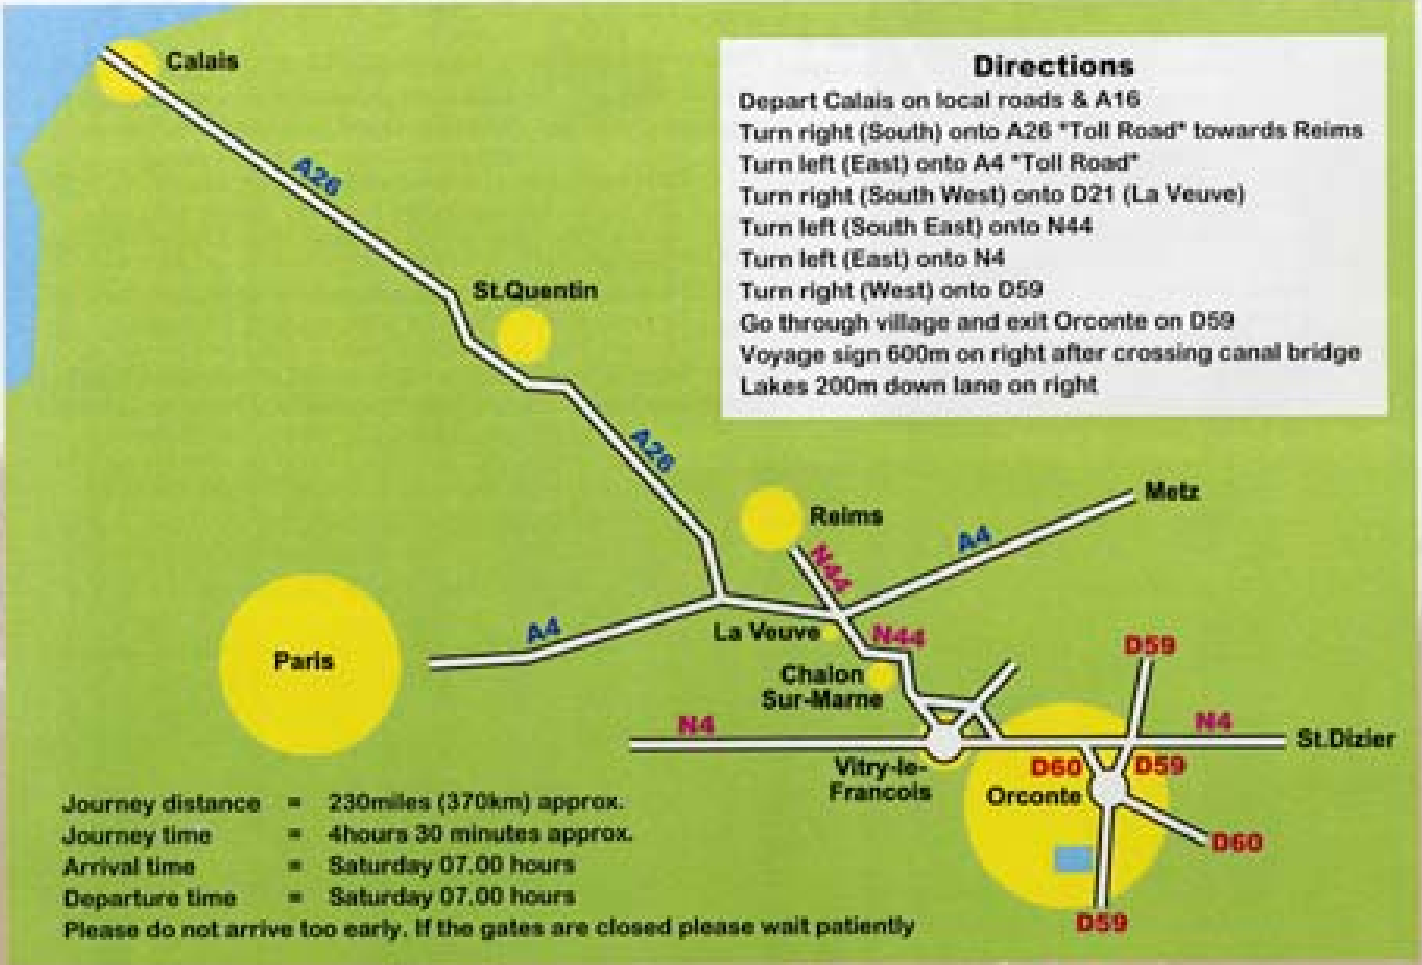 Calais
A26
St.Quentin
A26
Directions
Depart Calais on local roads & A16
Turn right (South) onto A26 "Toll Road" towards Reims
Turn left (East) onto A4 "Toll Road"
Turn right (South West) onto D21 (La Veuve)
Turn left (South East) onto N44
Turn left (East) onto N4
Turn right (West) onto D59
Go through village and exit Orconte on D59
Voyage sign 600m on right after crossing canal bridge
Lakes 200m down lane on right
Metz
Reims
A4
N44
Paris
A4
La Veuve
N44
Chalon
Sur-Marne
D59
N4
N4
St.Dizier
Vitry-le-
Francois
D60
D59
Orconte
D60
D59
Journey distance = 230miles (370km) approx.
Journey time = 4hours 30 minutes approx.
Arrival time = Saturday 07.00 hours
Departure time = Saturday 07.00 hours
Please do not arrive too early. If the gates are closed please wait patiently